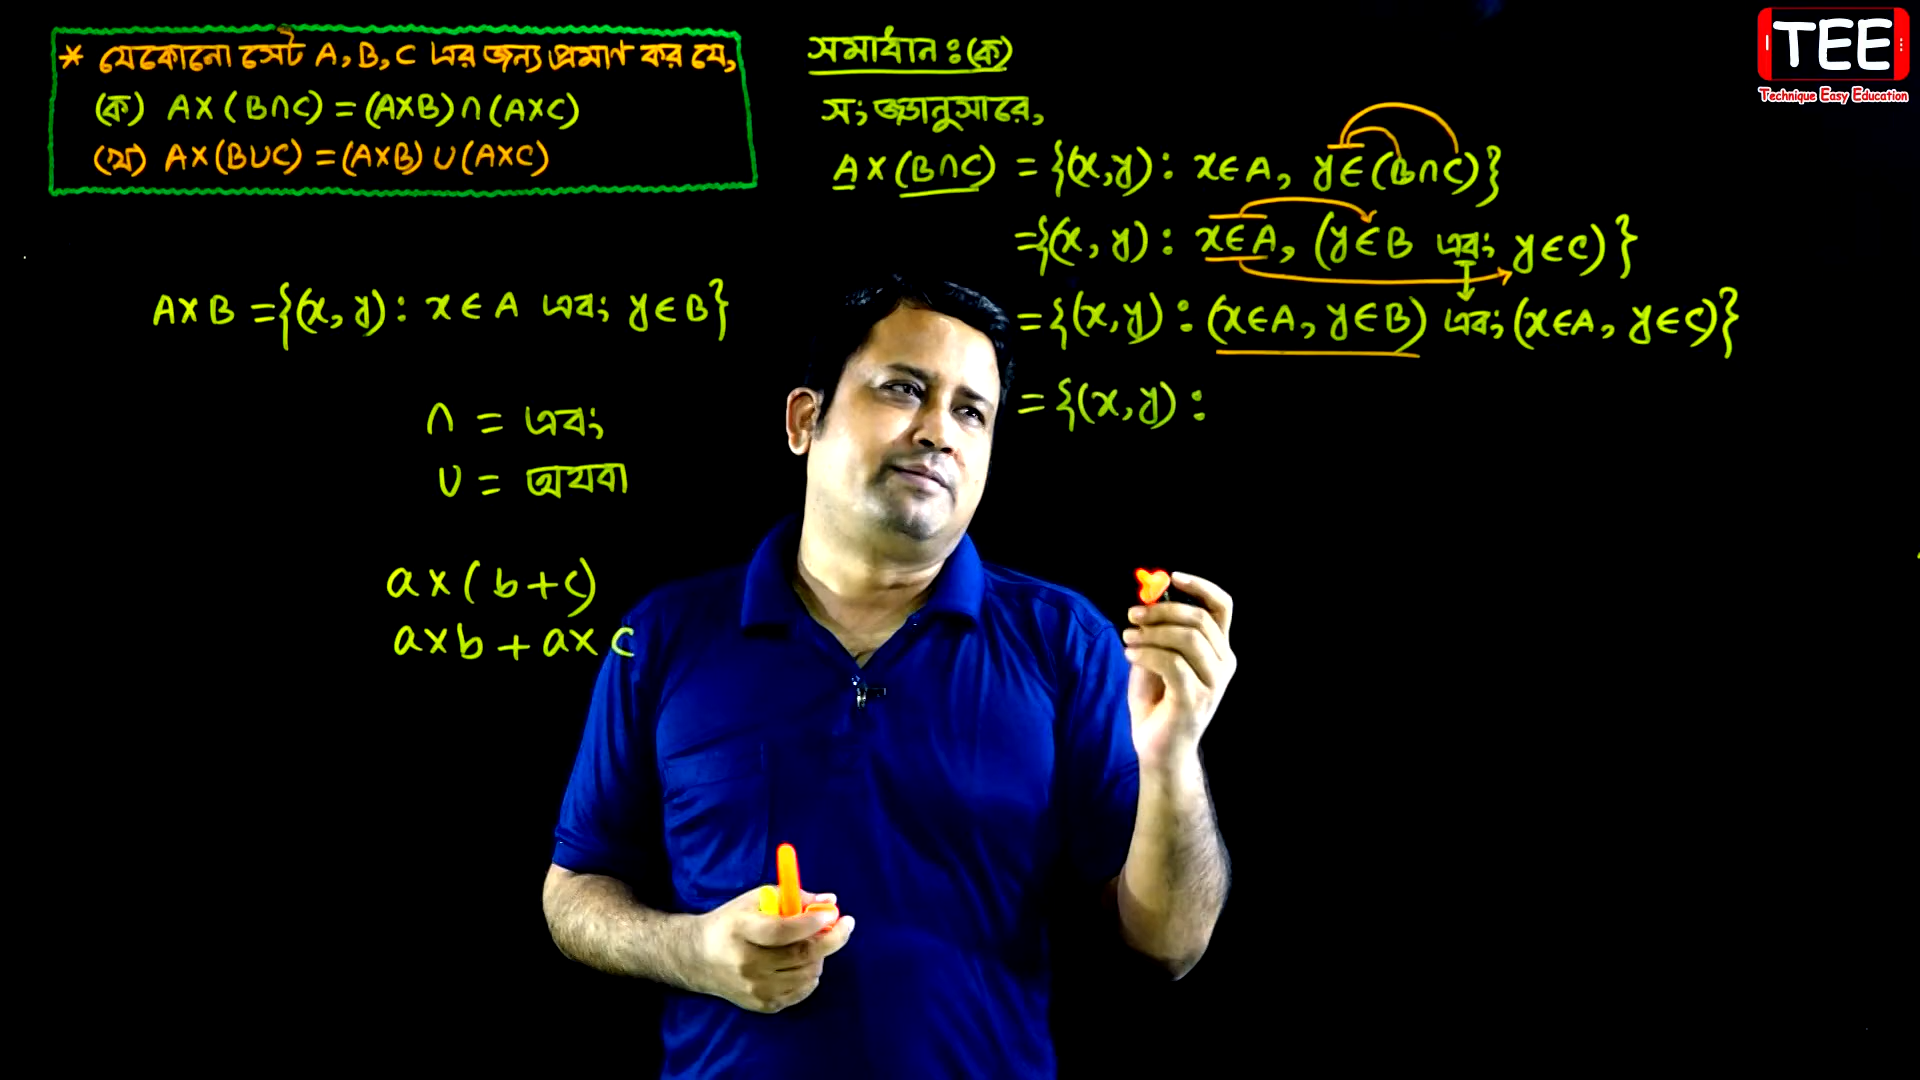 * যেকোনো সেট A, B, C এর জন্য প্রমাণ কর যে,
(ক) A×(B∩C) = (A×B)∩(A×C)
(খ) A×(B∪C) = (A×B)∪(A×C)
A×B = {(x, y) : x∈A এবং y∈B}
∩ = এবং
∪ = অথবা
a×(b+c)
a×b + a×c
সমাধান : (ক)
সংজ্ঞানুসারে,
A×(B∩C) = {(x,y) : x∈A, y∈(B∩C)}
= {(x, y) : x∈A, (y∈B এবং y∈C)}
= {(x,y) : (x∈A, y∈B) এবং (x∈A, y∈C)}
= {(x,y) :
TEE
Technique Easy Education